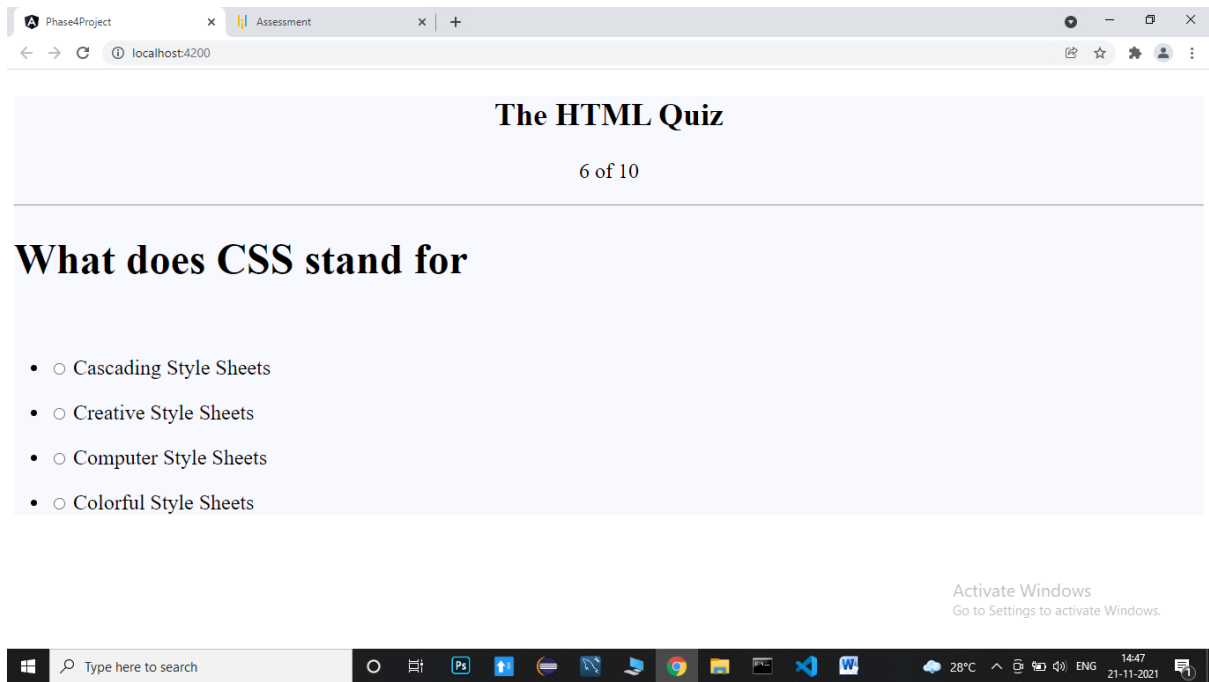 Phase4Project
Assessment
localhost:4200
The HTML Quiz
6 of 10
What does CSS stand for
Cascading Style Sheets
Creative Style Sheets
Computer Style Sheets
Colorful Style Sheets
Activate Windows
Go to Settings to activate Windows.
Type here to search
Ps
W
28°C
ENG
14:47
21-11-2021
1